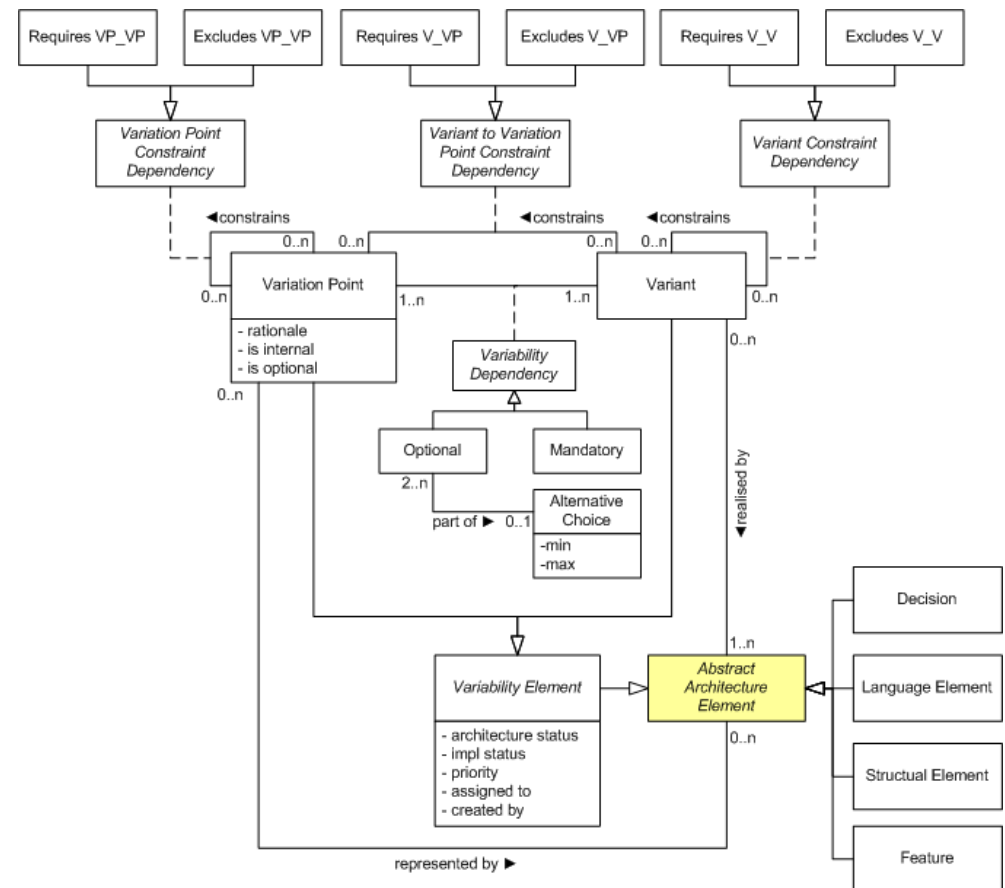 Requires VP_VP
Excludes VP_VP
Requires V_VP
Excludes V_VP
Requires V_V
Excludes V_V
Variation Point
Constraint
Dependency
Variant to Variation
Point Constraint
Dependency
Variant Constraint
Dependency
◄constrains
◄constrains
◄constrains
0..n
0..n
0..n
0..n
Variation Point
Variant
0..n
1..n
1..n
0..n
- rationale
- is internal
- is optional
0..n
0..n
Variability
Dependency
Optional
Mandatory
2..n
Alternative
Choice
part of ►
0..1
-min
-max
◄realised by
Decision
1..n
Variability Element
Abstract
Architecture
Element
Language Element
- architecture status
- impl status
- priority
- assigned to
- created by
0..n
Structual Element
Feature
represented by ►